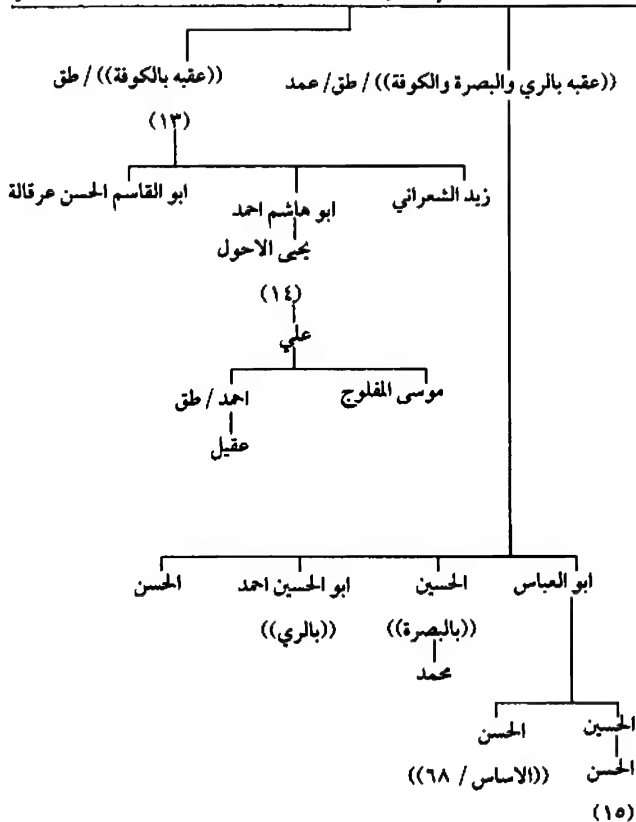 ((عقبه بالري والبصرة والكوفة)) / طق / عمد
((عقبه بالكوفة)) / طق
(١٣)
زيد الشعراني
ابو هاشم احمد
ابو القاسم الحسن عرقالة
يحيى الاحول
(١٤)
علي
موسى المفلوج
احمد / طق
عقيل
ابو العباس
الحسين
ابو الحسين احمد
الحسن
((بالبصرة))
((بالري))
محمد
الحسين
الحسن
الحسن
((الاساس / ٦٨))
(١٥)